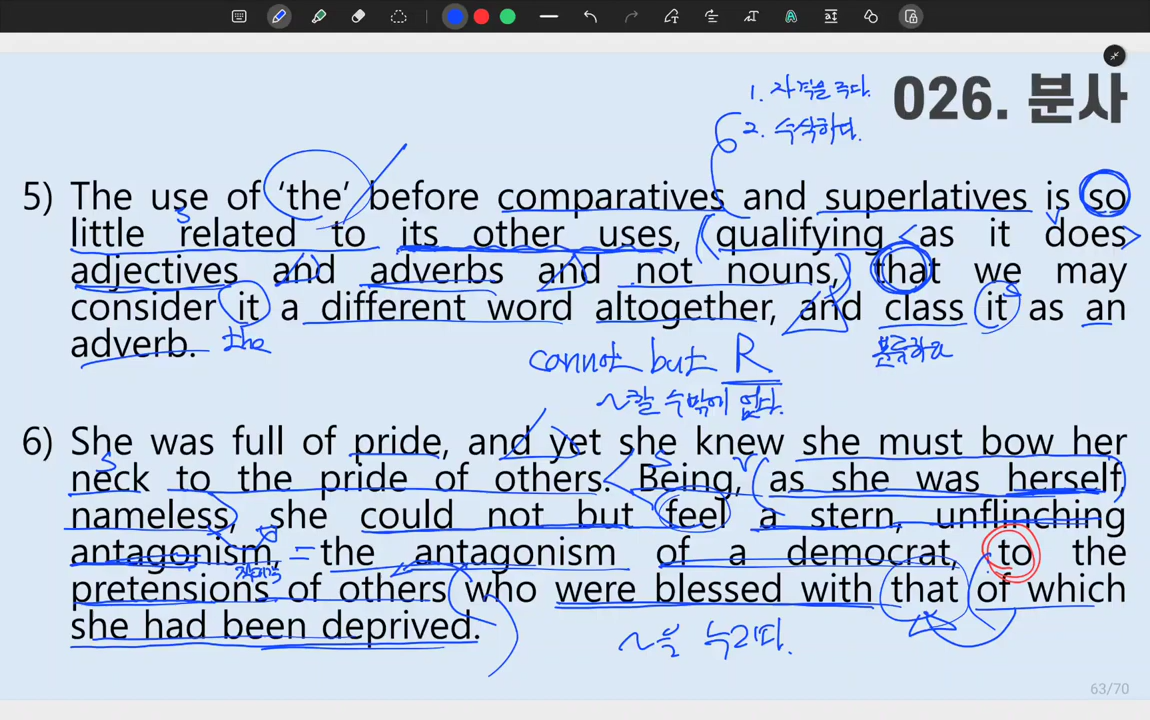 1. 자격을 주다.
026. 분사
2. 수식하다.
5) The use of ‘the’ before comparatives and superlatives is so
little related to its other uses, qualifying as it does
adjectives and adverbs and not nouns, that we may
consider it a different word altogether, and class it as an
adverb.
the
분류하다
cannot but R
~할 수밖에 없다.
6) She was full of pride, and yet she knew she must bow her
neck to the pride of others. Being, as she was herself,
nameless, she could not but feel a stern, unflinching
antagonism, = the antagonism of a democrat, to the
pretensions of others who were blessed with that of which
she had been deprived.
~을 누리다.
63/70